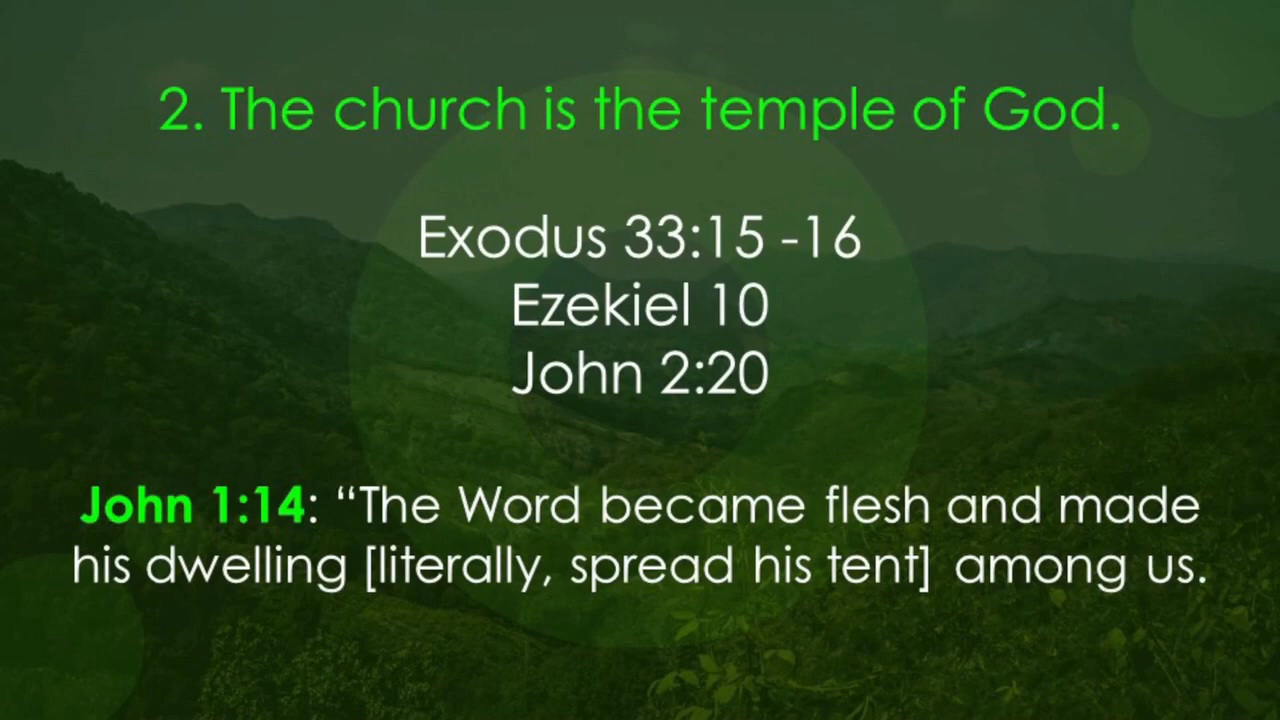 2. The church is the temple of God.
Exodus 33:15 -16
Ezekiel 10
John 2:20
John 1:14: “The Word became flesh and made
his dwelling [literally, spread his tent] among us.